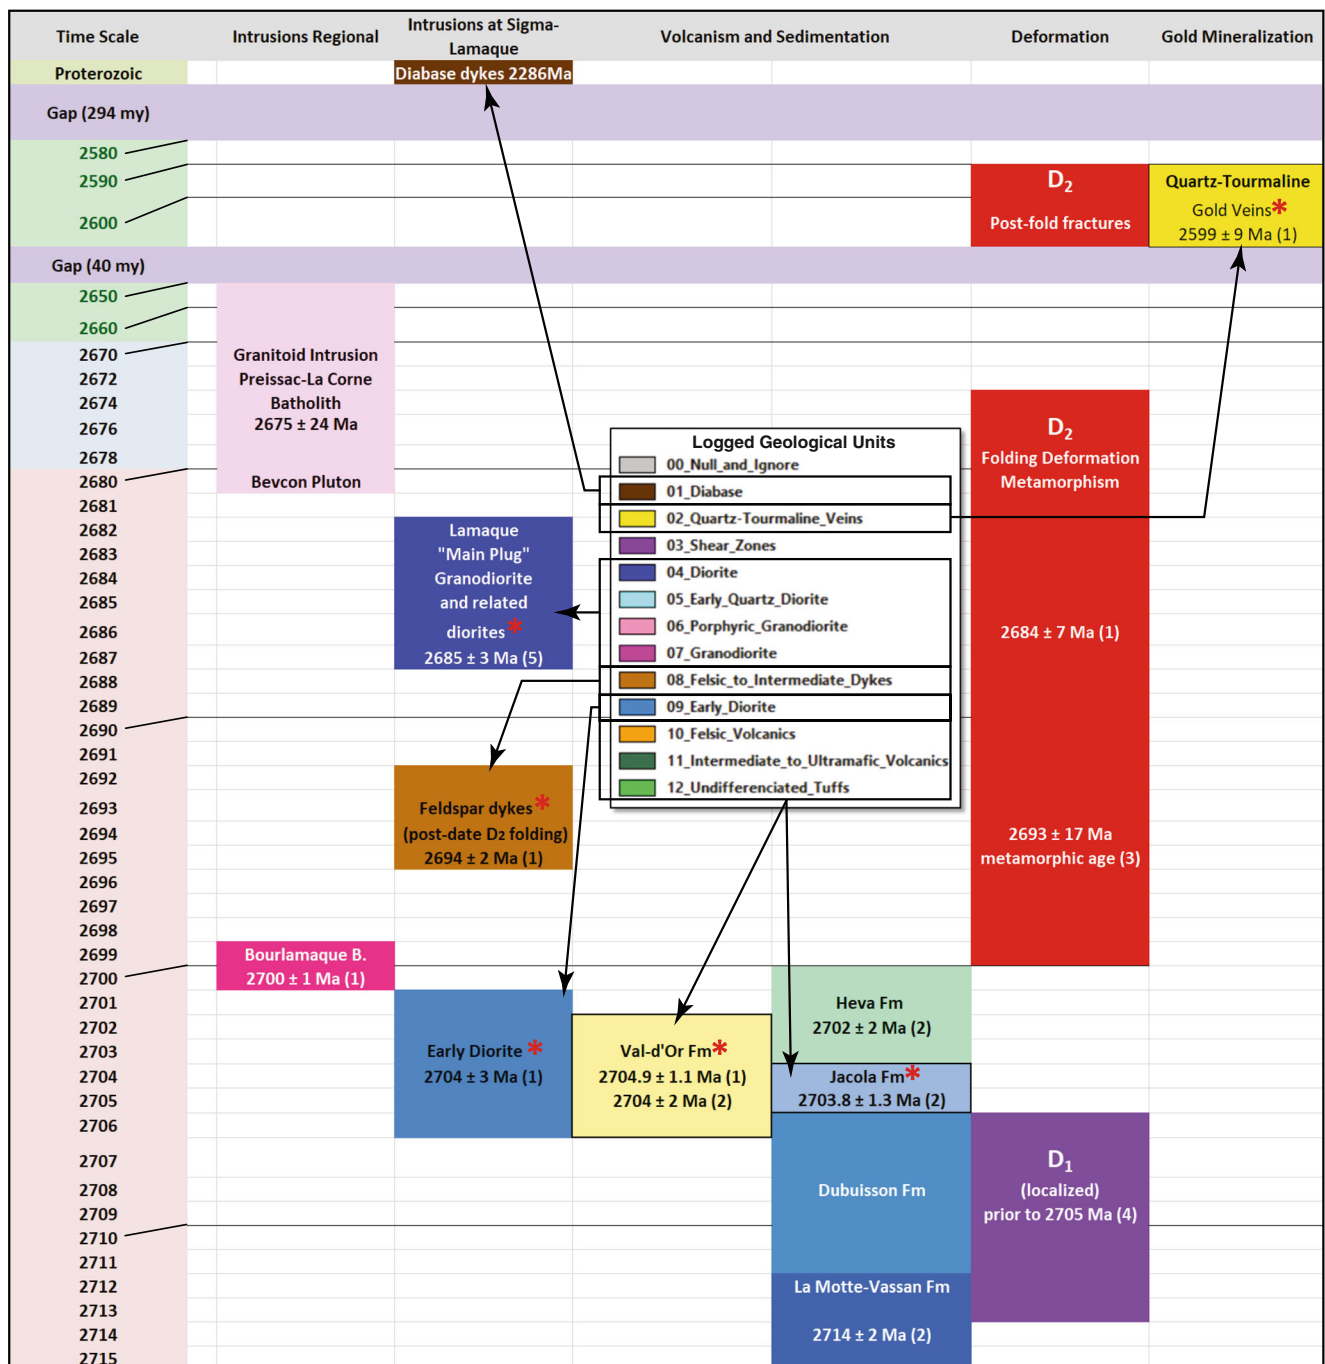 Time Scale
Intrusions Regional
Intrusions at Sigma-
Lamaque
Volcanism and Sedimentation
Deformation
Gold Mineralization
Proterozoic
Diabase dykes 2286Ma
Gap (294 my)
2580
2590
2600
D2
Post-fold fractures
Quartz-Tourmaline
Gold Veins*
2599 ± 9 Ma (1)
Gap (40 my)
2650
2660
2670
2672
2674
2676
2678
2680
2681
2682
2683
2684
2685
2686
2687
2688
2689
2690
2691
2692
2693
2694
2695
2696
2697
2698
2699
2700
2701
2702
2703
2704
2705
2706
2707
2708
2709
2710
2711
2712
2713
2714
2715
Granitoid Intrusion
Preissac-La Corne
Batholith
2675 ± 24 Ma
Bevcon Pluton
Bourlamaque B.
2700 ± 1 Ma (1)
Lamaque
"Main Plug"
Granodiorite
and related
diorites*
2685 ± 3 Ma (5)
Feldspar dykes*
(post-date D2 folding)
2694 ± 2 Ma (1)
Early Diorite *
2704 ± 3 Ma (1)
Logged Geological Units
00_Null_and_Ignore
01_Diabase
02_Quartz-Tourmaline_Veins
03_Shear_Zones
04_Diorite
05_Early_Quartz_Diorite
06_Porphyric_Granodiorite
07_Granodiorite
08_Felsic_to_Intermediate_Dykes
09_Early_Diorite
10_Felsic_Volcanics
11_Intermediate_to_Ultramafic_Volcanics
12_Undifferenciated_Tuffs
Val-d'Or Fm*
2704.9 ± 1.1 Ma (1)
2704 ± 2 Ma (2)
Heva Fm
2702 ± 2 Ma (2)
Jacola Fm*
2703.8 ± 1.3 Ma (2)
Dubuisson Fm
La Motte-Vassan Fm
2714 ± 2 Ma (2)
D2
Folding Deformation
Metamorphism
2684 ± 7 Ma (1)
2693 ± 17 Ma
metamorphic age (3)
D1
(localized)
prior to 2705 Ma (4)